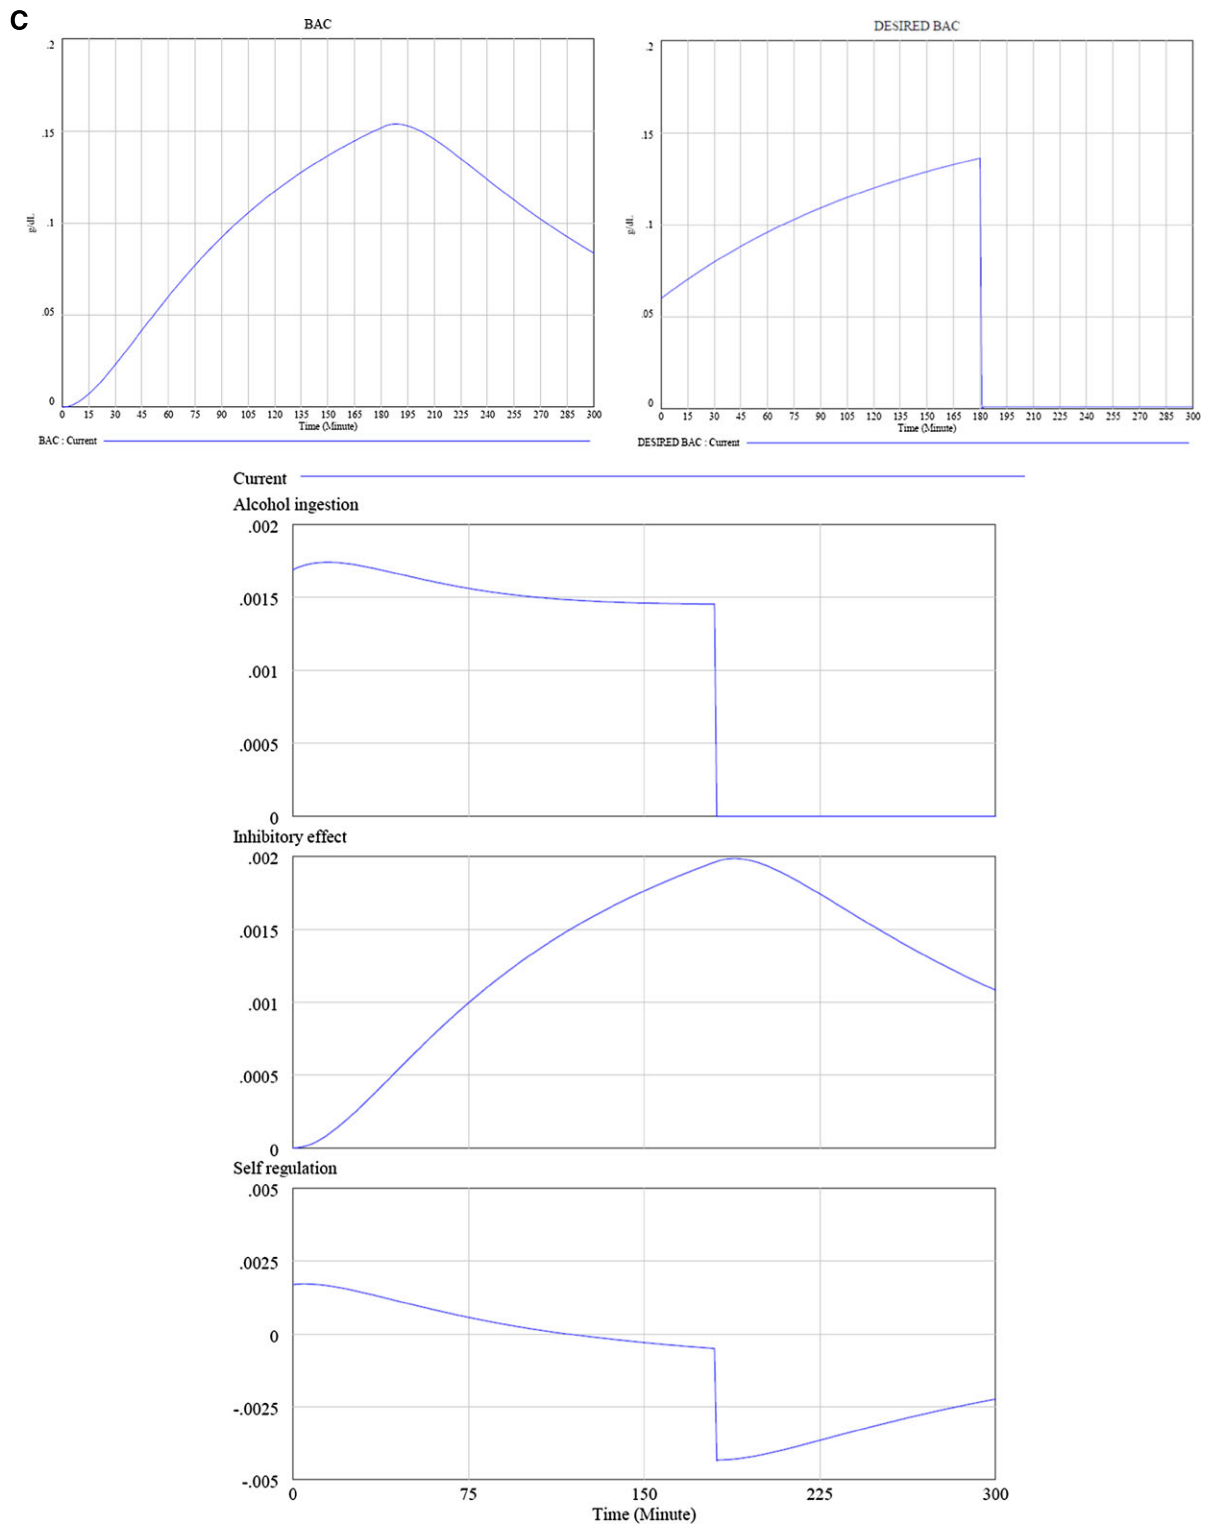 C
BAC
.2
.15
.1
.05
0
g/dL
0 15 30 45 60 75 90 105 120 135 150 165 180 195 210 225 240 255 270 285 300
Time (Minute)
BAC : Current
DESIRED BAC
.2
.15
.1
.05
0
g/dL
0 15 30 45 60 75 90 105 120 135 150 165 180 195 210 225 240 255 270 285 300
Time (Minute)
DESIRED BAC : Current
Current
Alcohol ingestion
.002
.0015
.001
.0005
0
Inhibitory effect
.002
.0015
.001
.0005
0
Self regulation
.005
.0025
0
-.0025
-.005
0 75 150 225 300
Time (Minute)